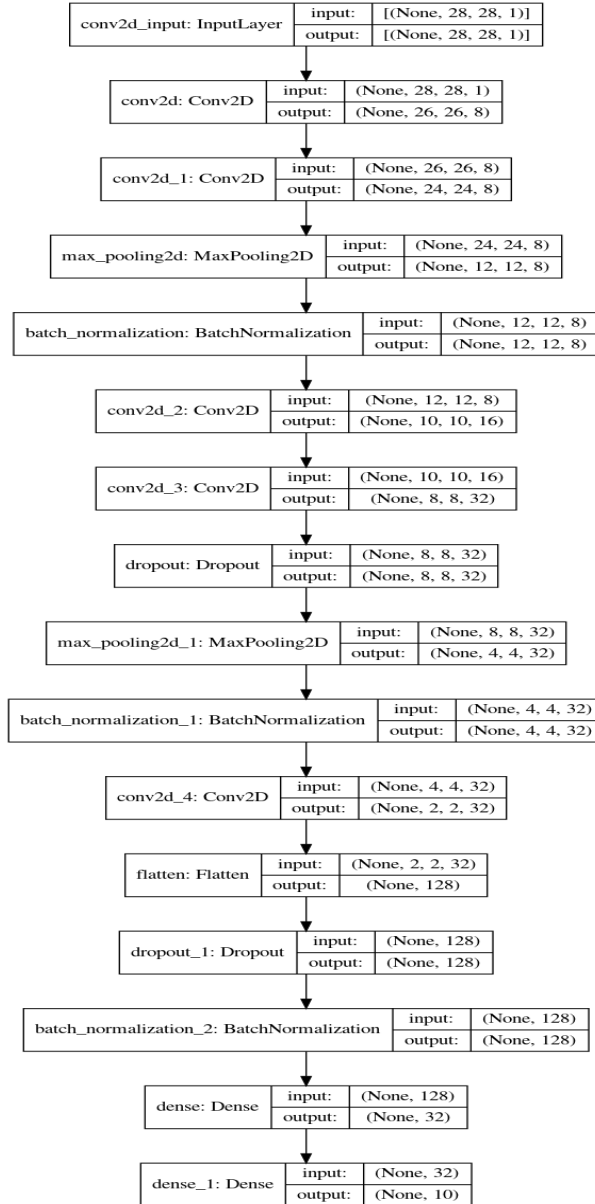 conv2d_input: InputLayer
input: [(None, 28, 28, 1)]
output: [(None, 28, 28, 1)]
conv2d: Conv2D
input: (None, 28, 28, 1)
output: (None, 26, 26, 8)
conv2d_1: Conv2D
input: (None, 26, 26, 8)
output: (None, 24, 24, 8)
max_pooling2d: MaxPooling2D
input: (None, 24, 24, 8)
output: (None, 12, 12, 8)
batch_normalization: BatchNormalization
input: (None, 12, 12, 8)
output: (None, 12, 12, 8)
conv2d_2: Conv2D
input: (None, 12, 12, 8)
output: (None, 10, 10, 16)
conv2d_3: Conv2D
input: (None, 10, 10, 16)
output: (None, 8, 8, 32)
dropout: Dropout
input: (None, 8, 8, 32)
output: (None, 8, 8, 32)
max_pooling2d_1: MaxPooling2D
input: (None, 8, 8, 32)
output: (None, 4, 4, 32)
batch_normalization_1: BatchNormalization
input: (None, 4, 4, 32)
output: (None, 4, 4, 32)
conv2d_4: Conv2D
input: (None, 4, 4, 32)
output: (None, 2, 2, 32)
flatten: Flatten
input: (None, 2, 2, 32)
output: (None, 128)
dropout_1: Dropout
input: (None, 128)
output: (None, 128)
batch_normalization_2: BatchNormalization
input: (None, 128)
output: (None, 128)
dense: Dense
input: (None, 128)
output: (None, 32)
dense_1: Dense
input: (None, 32)
output: (None, 10)